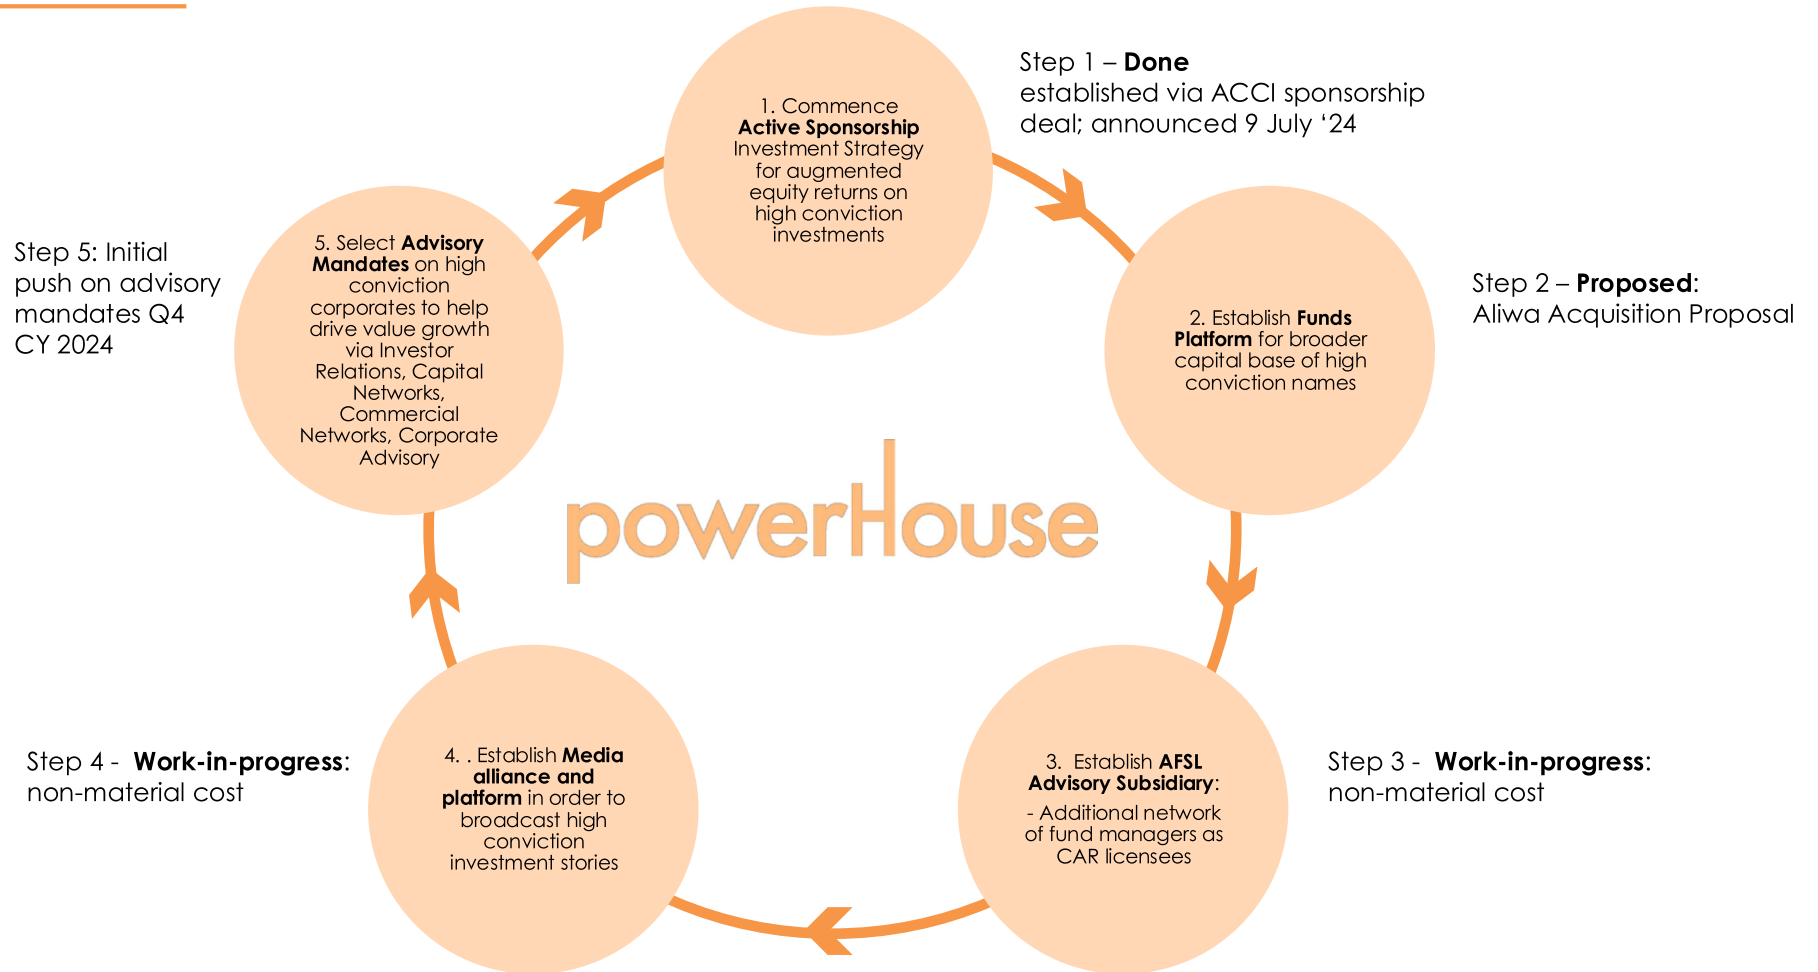 1. Commence
Active Sponsorship
Investment Strategy
for augmented
equity returns on
high conviction
investments
Step 1 – Done
established via ACCI sponsorship
deal; announced 9 July ‘24
2. Establish Funds
Platform for broader
capital base of high
conviction names
Step 2 – Proposed:
Aliwa Acquisition Proposal
3. Establish AFSL
Advisory Subsidiary:
- Additional network
of fund managers as
CAR licensees
Step 3 - Work-in-progress:
non-material cost
4. . Establish Media
alliance and
platform in order to
broadcast high
conviction
investment stories
Step 4 - Work-in-progress:
non-material cost
5. Select Advisory
Mandates on high
conviction
corporates to help
drive value growth
via Investor
Relations, Capital
Networks,
Commercial
Networks, Corporate
Advisory
Step 5: Initial
push on advisory
mandates Q4
CY 2024
powerHouse